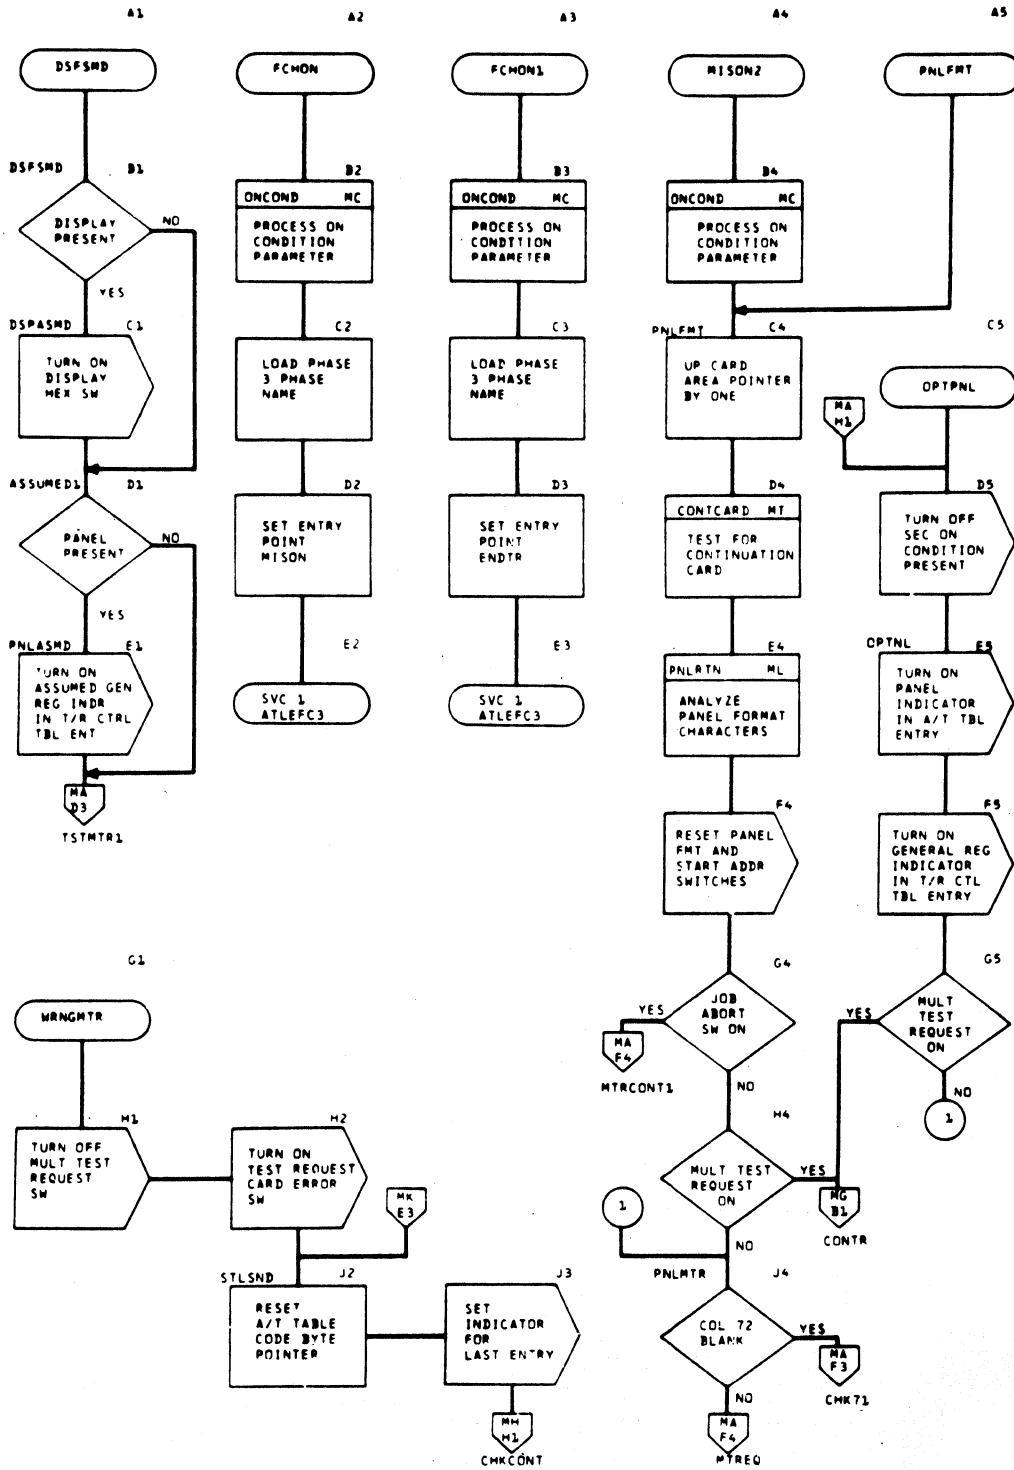 A1 A2 A3 A4 A5
DSFSMD FCHON FCHON1 MISON2 PNLFMT
DSFSMD B1 B2 B3 B4
DISPLAY
PRESENT
NO
YES
ONCOND MC
PROCESS ON
CONDITION
PARAMETER
ONCOND MC
PROCESS ON
CONDITION
PARAMETER
ONCOND MC
PROCESS ON
CONDITION
PARAMETER
DSPASMD C1 C2 C3 PNLFMT C4 C5
TURN ON
DISPLAY
HEX SW
LOAD PHASE
3 PHASE
NAME
LOAD PHASE
3 PHASE
NAME
UP CARD
AREA POINTER
BY ONE
OPTPNL
MA
H1
ASSUMED1 D1 D2 D3 D4 D5
PANEL
PRESENT
NO
YES
SET ENTRY
POINT
MISON
SET ENTRY
POINT
ENDTR
CONTCARD MT
TEST FOR
CONTINUATION
CARD
TURN OFF
SEC ON
CONDITION
PRESENT
PNLASMD E1 E2 E3 E4 OPTNL E5
TURN ON
ASSUMED GEN
REG INDR
IN T/R CTRL
TBL ENT
SVC 1
ATLEFC3
SVC 1
ATLEFC3
PNLRTN ML
ANALYZE
PANEL FORMAT
CHARACTERS
TURN ON
PANEL
INDICATOR
IN A/T TBL
ENTRY
MA
D3
TSTMTR1
F4 F5
RESET PANEL
FMT AND
START ADDR
SWITCHES
TURN ON
GENERAL REG
INDICATOR
IN T/R CTL
TBL ENTRY
G1 G4 G5
WRNGMTR
JOB
ABORT
SW ON
YES
NO
MA
F4
MTRCONT1
MULT
TEST
REQUEST
ON
YES
NO
1
H1 H2 H4
TURN OFF
MULT TEST
REQUEST
SW
TURN ON
TEST REQUEST
CARD ERROR
SW
MK
E3
MULT TEST
REQUEST
ON
YES
NO
1
MG
B1
CONTR
STLSND J2 J3 PNLMTR J4
RESET
A/T TABLE
CODE BYTE
POINTER
SET
INDICATOR
FOR
LAST ENTRY
COL 72
BLANK
YES
NO
MA
F3
CHK71
MH
H1
CHKCONT
MA
F4
MTREQ